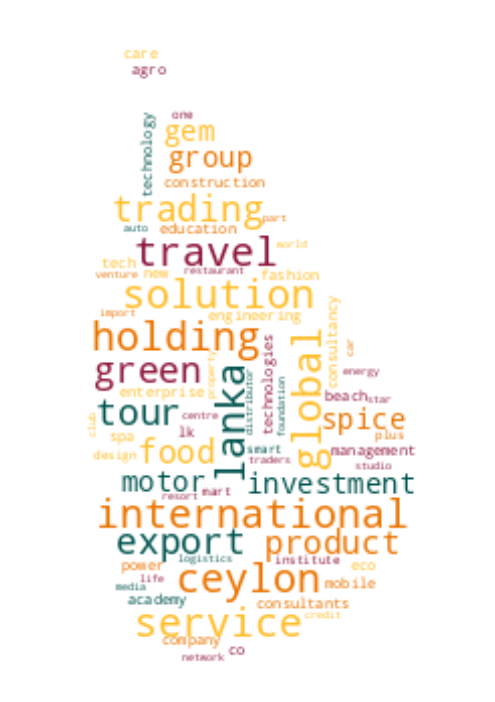 care
agro
one
technology
gem
group
construction
trading
part
auto
education
travel
world
tech
restaurant
venture
new
fashion
solution
import
engineering
consultancy
holding
technologies
car
green
property
lanka
global
energy
enterprise
distributor
foundation
beach
star
tour
centre
spice
club
lk
plus
spa
food
smart
management
design
traders
studio
motor
resort
mart
investment
international
export
product
logistics
institute
power
life
ceylon
eco
mobile
media
academy
consultants
service
credit
company
co
network